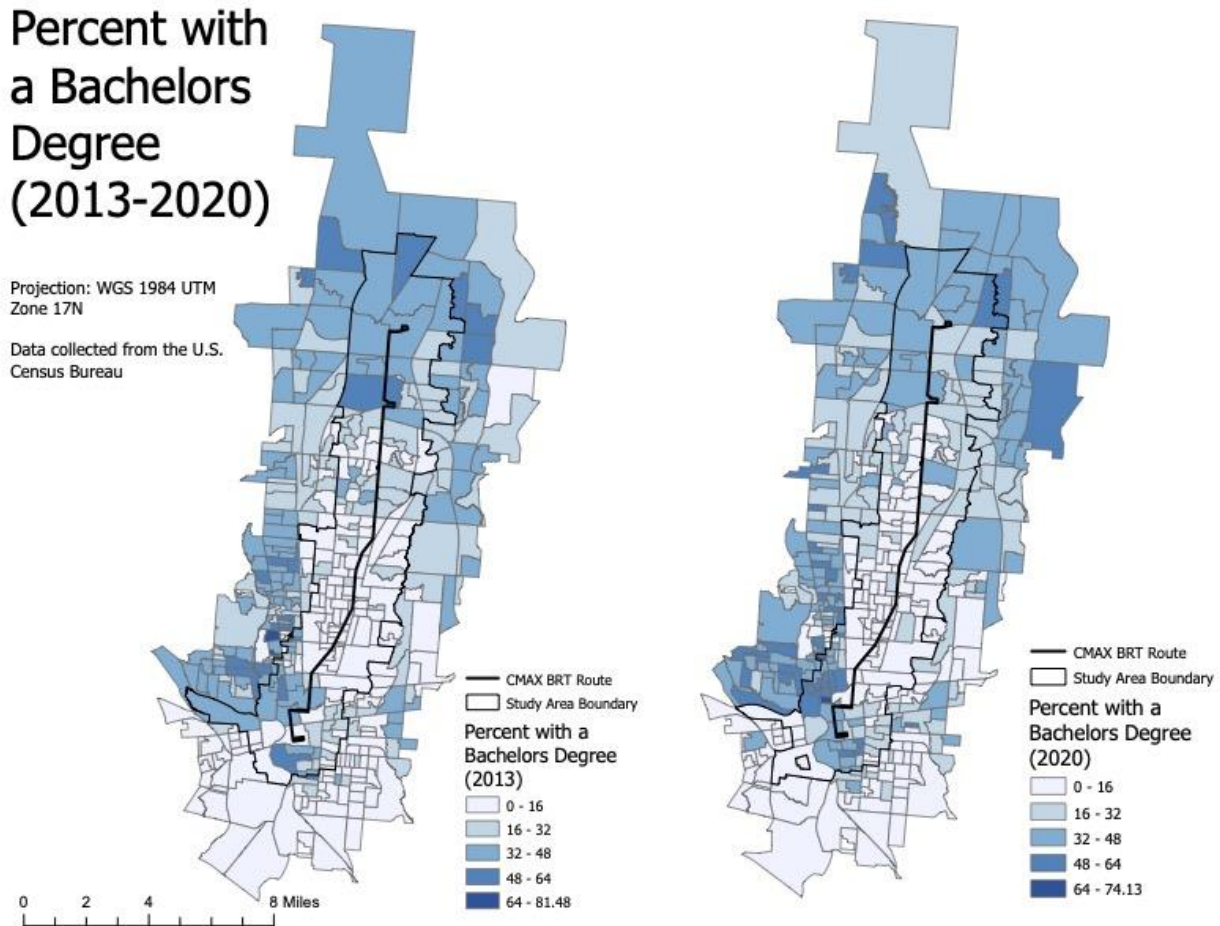 Percent with
a Bachelors
Degree
(2013-2020)
Projection: WGS 1984 UTM
Zone 17N
Data collected from the U.S.
Census Bureau
CMAX BRT Route
Study Area Boundary
Percent with a
Bachelors Degree
(2013)
0 - 16
16 - 32
32 - 48
48 - 64
64 - 81.48
0 2 4 8 Miles
CMAX BRT Route
Study Area Boundary
Percent with a
Bachelors Degree
(2020)
0 - 16
16 - 32
32 - 48
48 - 64
64 - 74.13